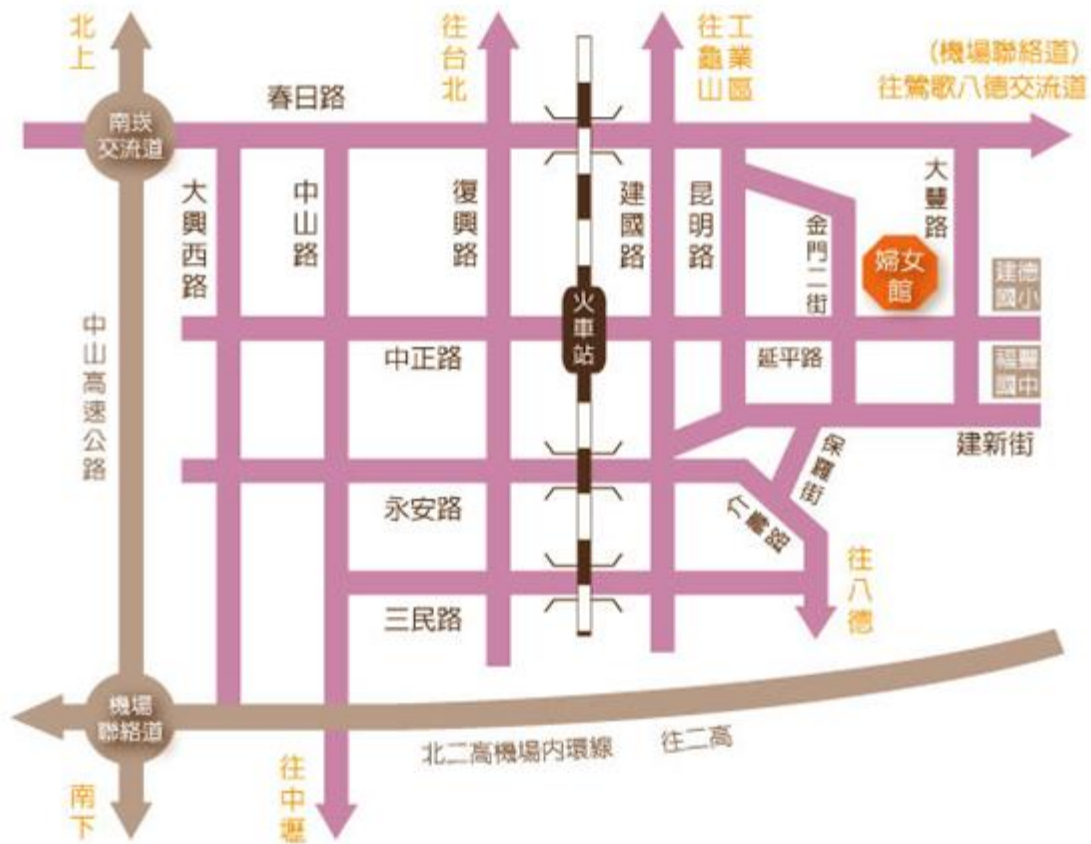 北上
往台北
往龜山
工業區
(機場聯絡道)
往鶯歌八德交流道
春日路
南崁
交流道
大興西路
中山路
復興路
建國路
昆明路
金門二街
大豐路
婦女
館
建德
國小
火車站
中山高速公路
中正路
延平路
福豐
國中
建新街
保羅街
永安路
介壽路
往八德
三民路
機場
聯絡道
北二高機場內環線
往二高
南下
往中壢